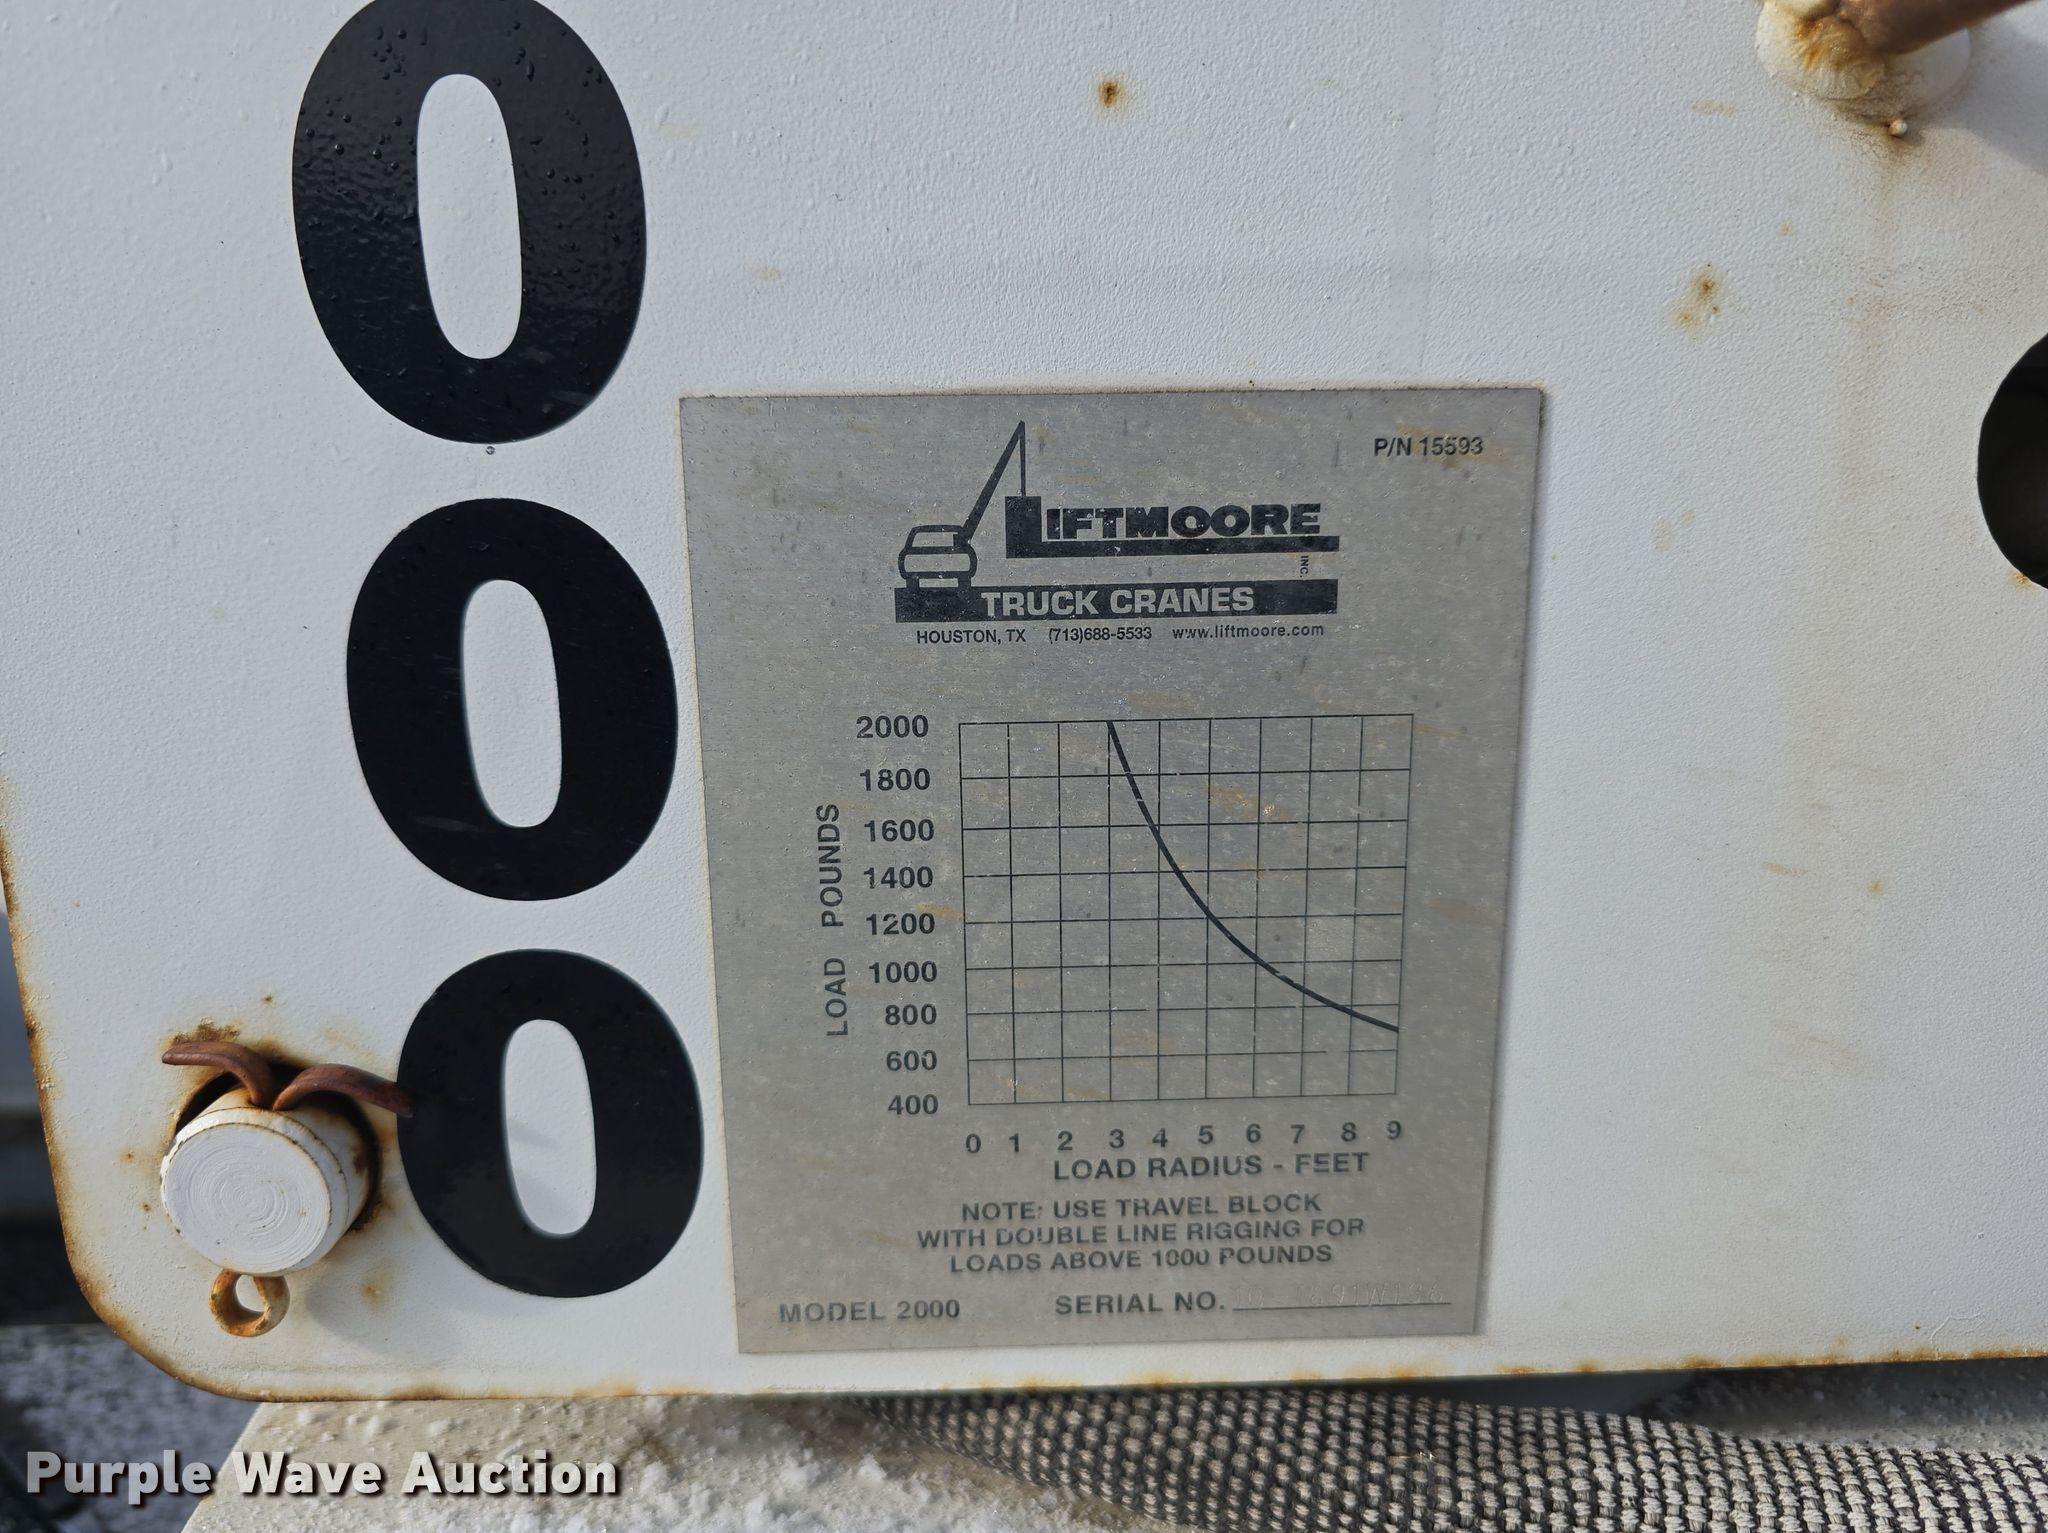 0
0
0
P/N 15593
LIFTMOORE INC.
TRUCK CRANES
HOUSTON, TX (713)688-5533 www.liftmoore.com
LOAD POUNDS
2000
1800
1600
1400
1200
1000
800
600
400
0 1 2 3 4 5 6 7 8 9
LOAD RADIUS - FEET
NOTE: USE TRAVEL BLOCK
WITH DOUBLE LINE RIGGING FOR
LOADS ABOVE 1000 POUNDS
MODEL 2000 SERIAL NO.
Purple Wave Auction